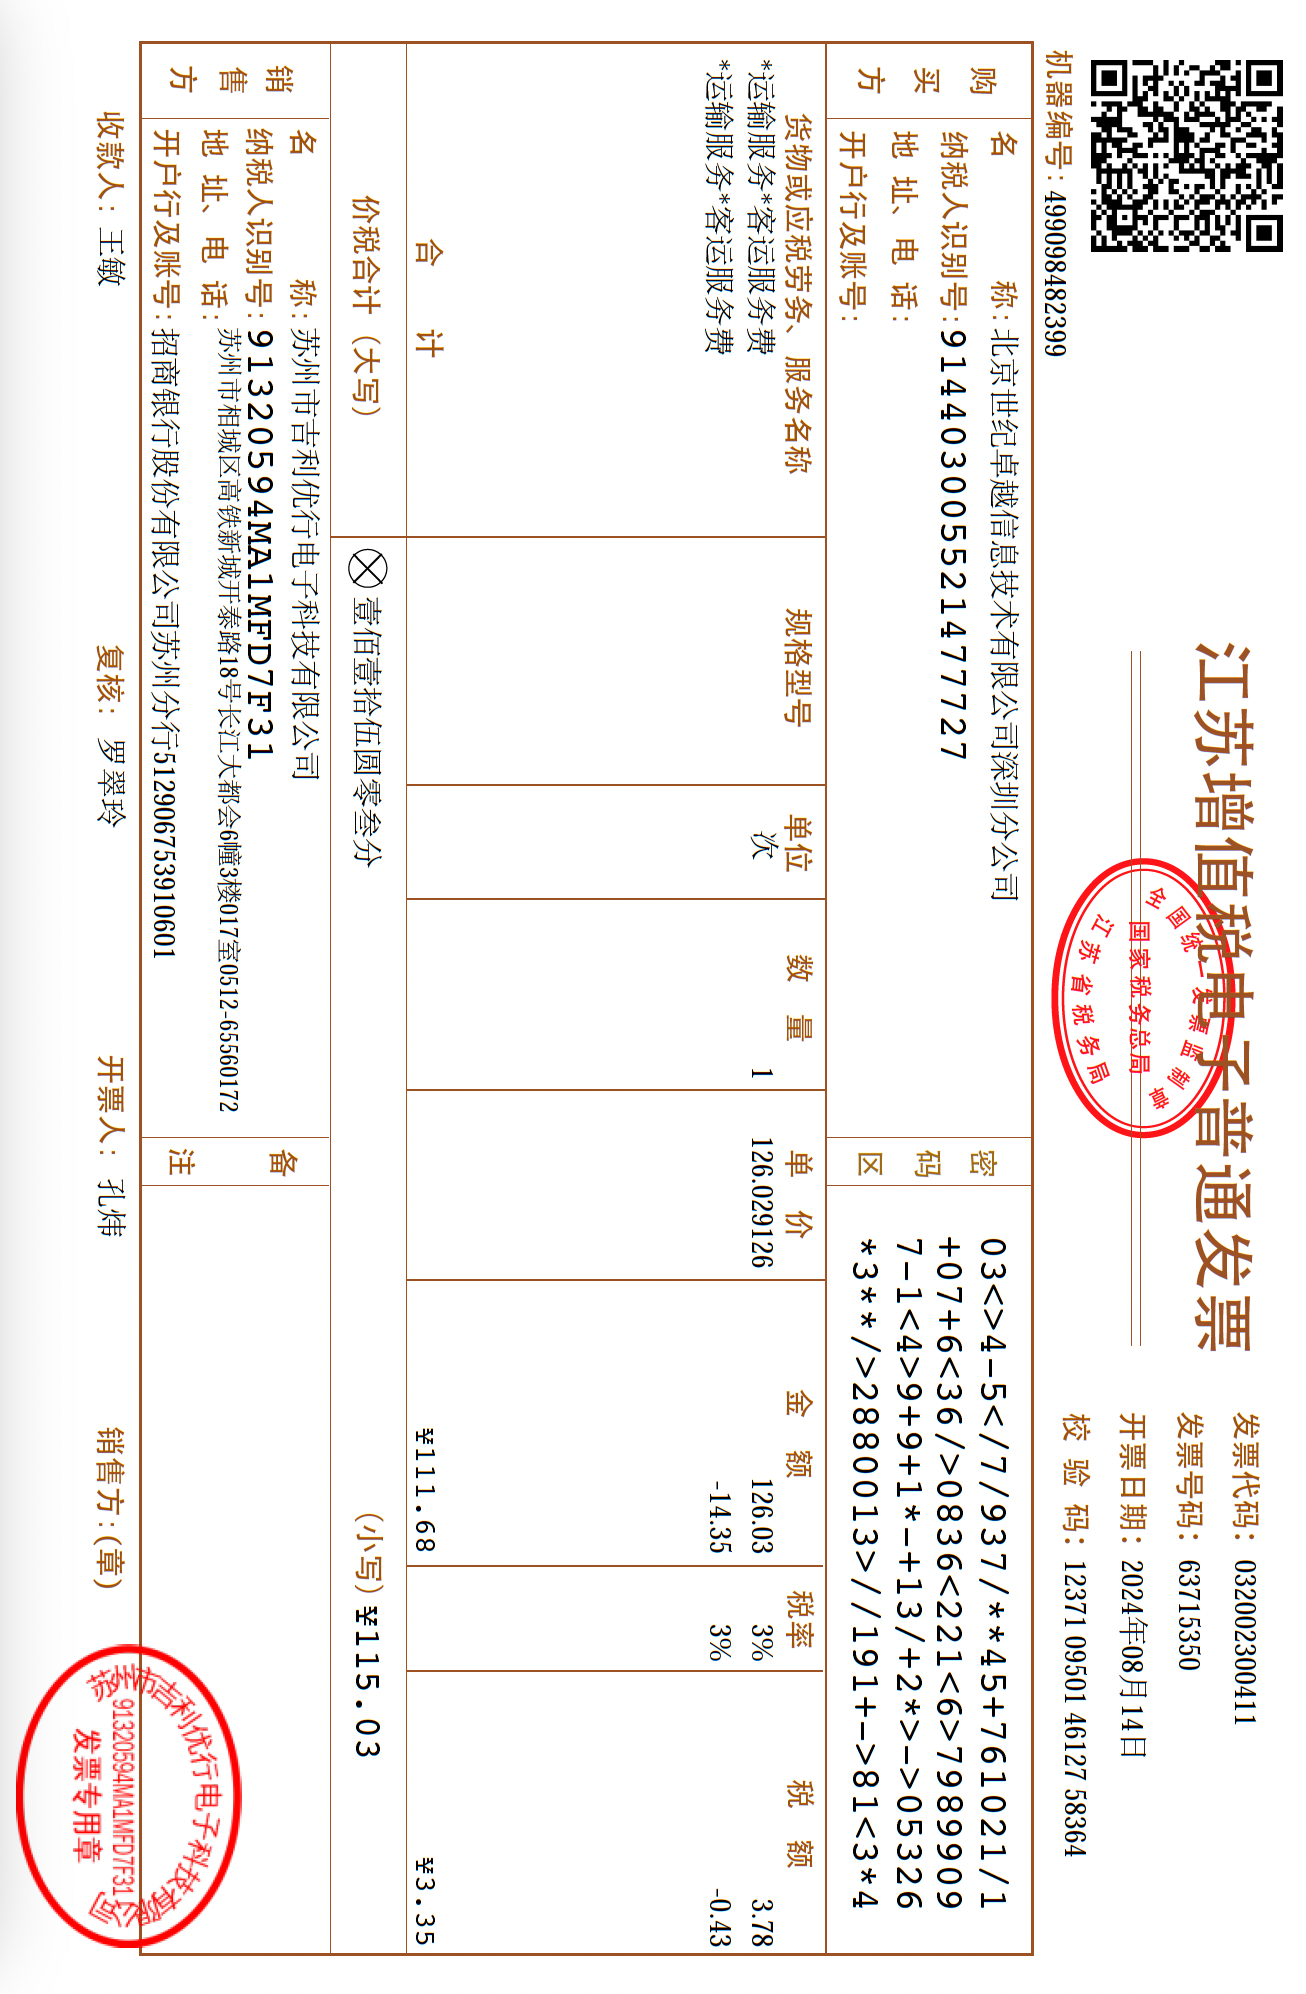 江苏增值税电子普通发票
全国统一发票监制章
国家税务总局
江苏省税务局
发票代码：032002300411
发票号码：63715350
开票日期：2024年08月14日
校 验 码：12371 09501 46127 58364
机器编号：499098482399
购买方
名 称：北京世纪卓越信息技术有限公司深圳分公司
纳税人识别号：914403005521477727
地 址、电 话：
开户行及账号：
密码区
03<>4-5</7/937/**45+761021/1
+07+6<36/>0836<221<6>7989909
7-1<4>9+9+1*-+13/+2*>->05326
*3**/>2880013>//191+->81<3*4
货物或应税劳务、服务名称 规格型号 单位 数 量 单 价 金 额 税率 税 额
*运输服务*客运服务费 次 1 126.029126 126.03 3% 3.78
*运输服务*客运服务费 -14.35 3% -0.43
合 计 ¥111.68 ¥3.35
价税合计（大写） ⊗壹佰壹拾伍圆零叁分 （小写）¥115.03
销售方
名 称：苏州市吉利优行电子科技有限公司
纳税人识别号：91320594MA1MFD7F31
地 址、电 话：苏州市相城区高铁新城开泰路18号长江大都会6幢3楼017室0512-65560172
开户行及账号：招商银行股份有限公司苏州分行512906753910601
备注
收款人：王敏 复核：罗翠玲 开票人：孔炜 销售方：(章)
苏州市吉利优行电子科技有限公司
91320594MA1MFD7F31
发票专用章